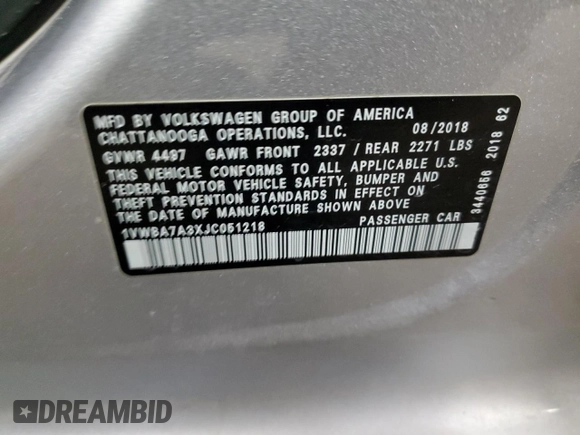 MFD BY VOLKSWAGEN GROUP OF AMERICA
CHATTANOOGA OPERATIONS, LLC. 08/2018
GVWR 4497 GAWR FRONT 2337 / REAR 2271 LBS
THIS VEHICLE CONFORMS TO ALL APPLICABLE U.S.
FEDERAL MOTOR VEHICLE SAFETY, BUMPER AND
THEFT PREVENTION STANDARDS IN EFFECT ON
THE DATE OF MANUFACTURE SHOWN ABOVE.
1VWBA7A3XJC051218 PASSENGER CAR
3440656 2018 62
DREAMBID